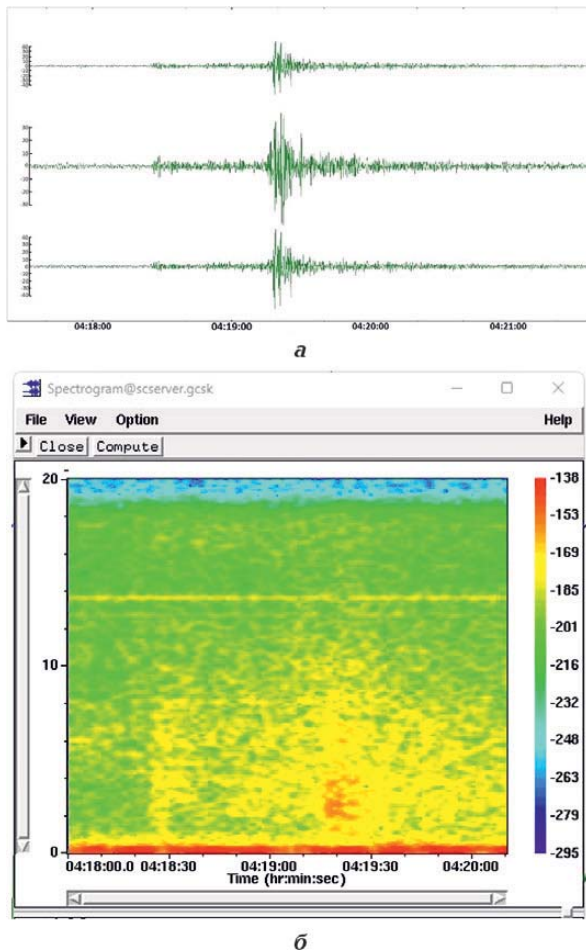 04:18:00 04:19:00 04:20:00 04:21:00
а
Spectrogram@scserver.gcsk
File View Option Help
Close Compute
20
10
0
-138
-153
-169
-185
-201
-216
-232
-248
-263
-279
-295
04:18:00.0 04:18:30 04:19:00 04:19:30 04:20:00
Time (hr:min:sec)
б